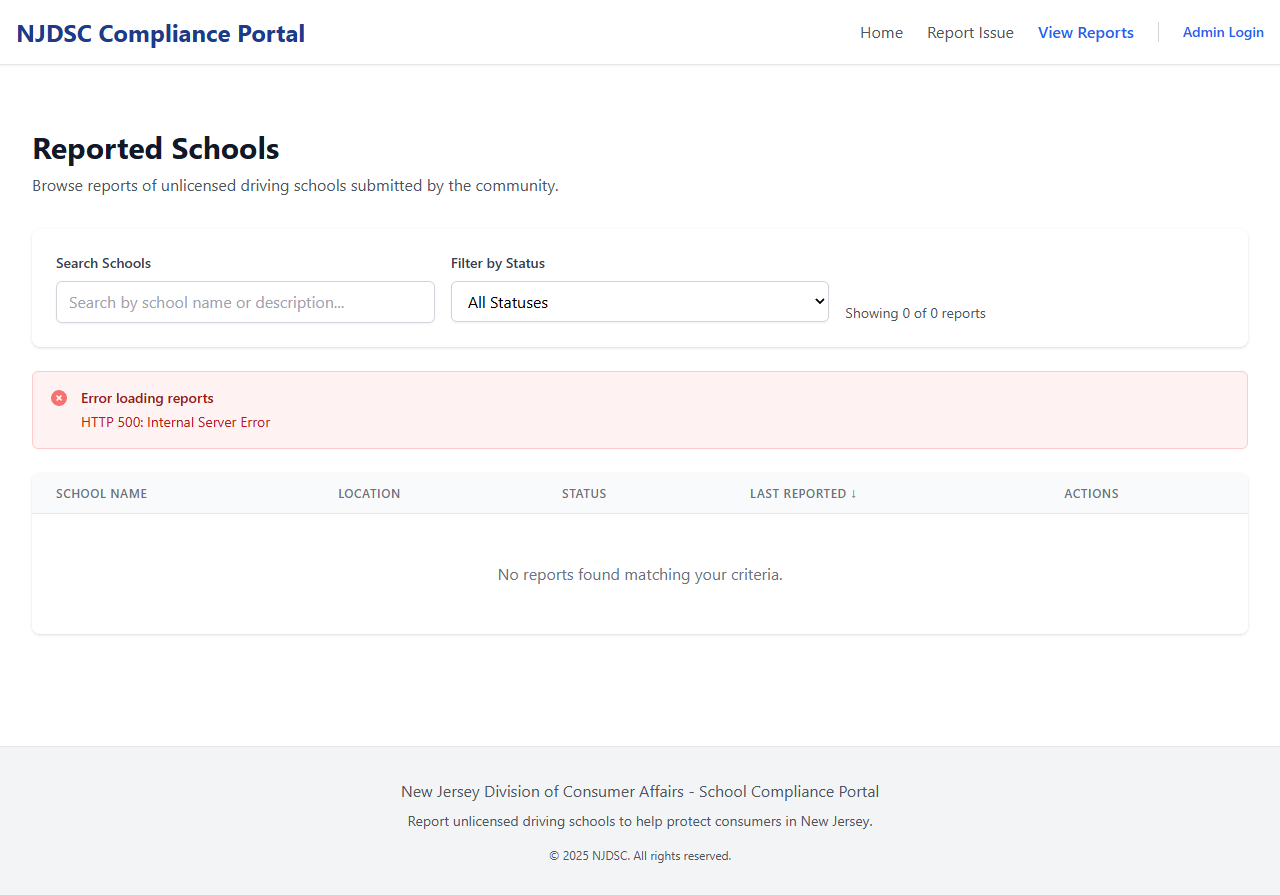 NJDSC Compliance Portal
Home Report Issue View Reports Admin Login
Reported Schools
Browse reports of unlicensed driving schools submitted by the community.
Search Schools Filter by Status
Search by school name or description... All Statuses Showing 0 of 0 reports
Error loading reports
HTTP 500: Internal Server Error
SCHOOL NAME LOCATION STATUS LAST REPORTED ↓ ACTIONS
No reports found matching your criteria.
New Jersey Division of Consumer Affairs - School Compliance Portal
Report unlicensed driving schools to help protect consumers in New Jersey.
© 2025 NJDSC. All rights reserved.